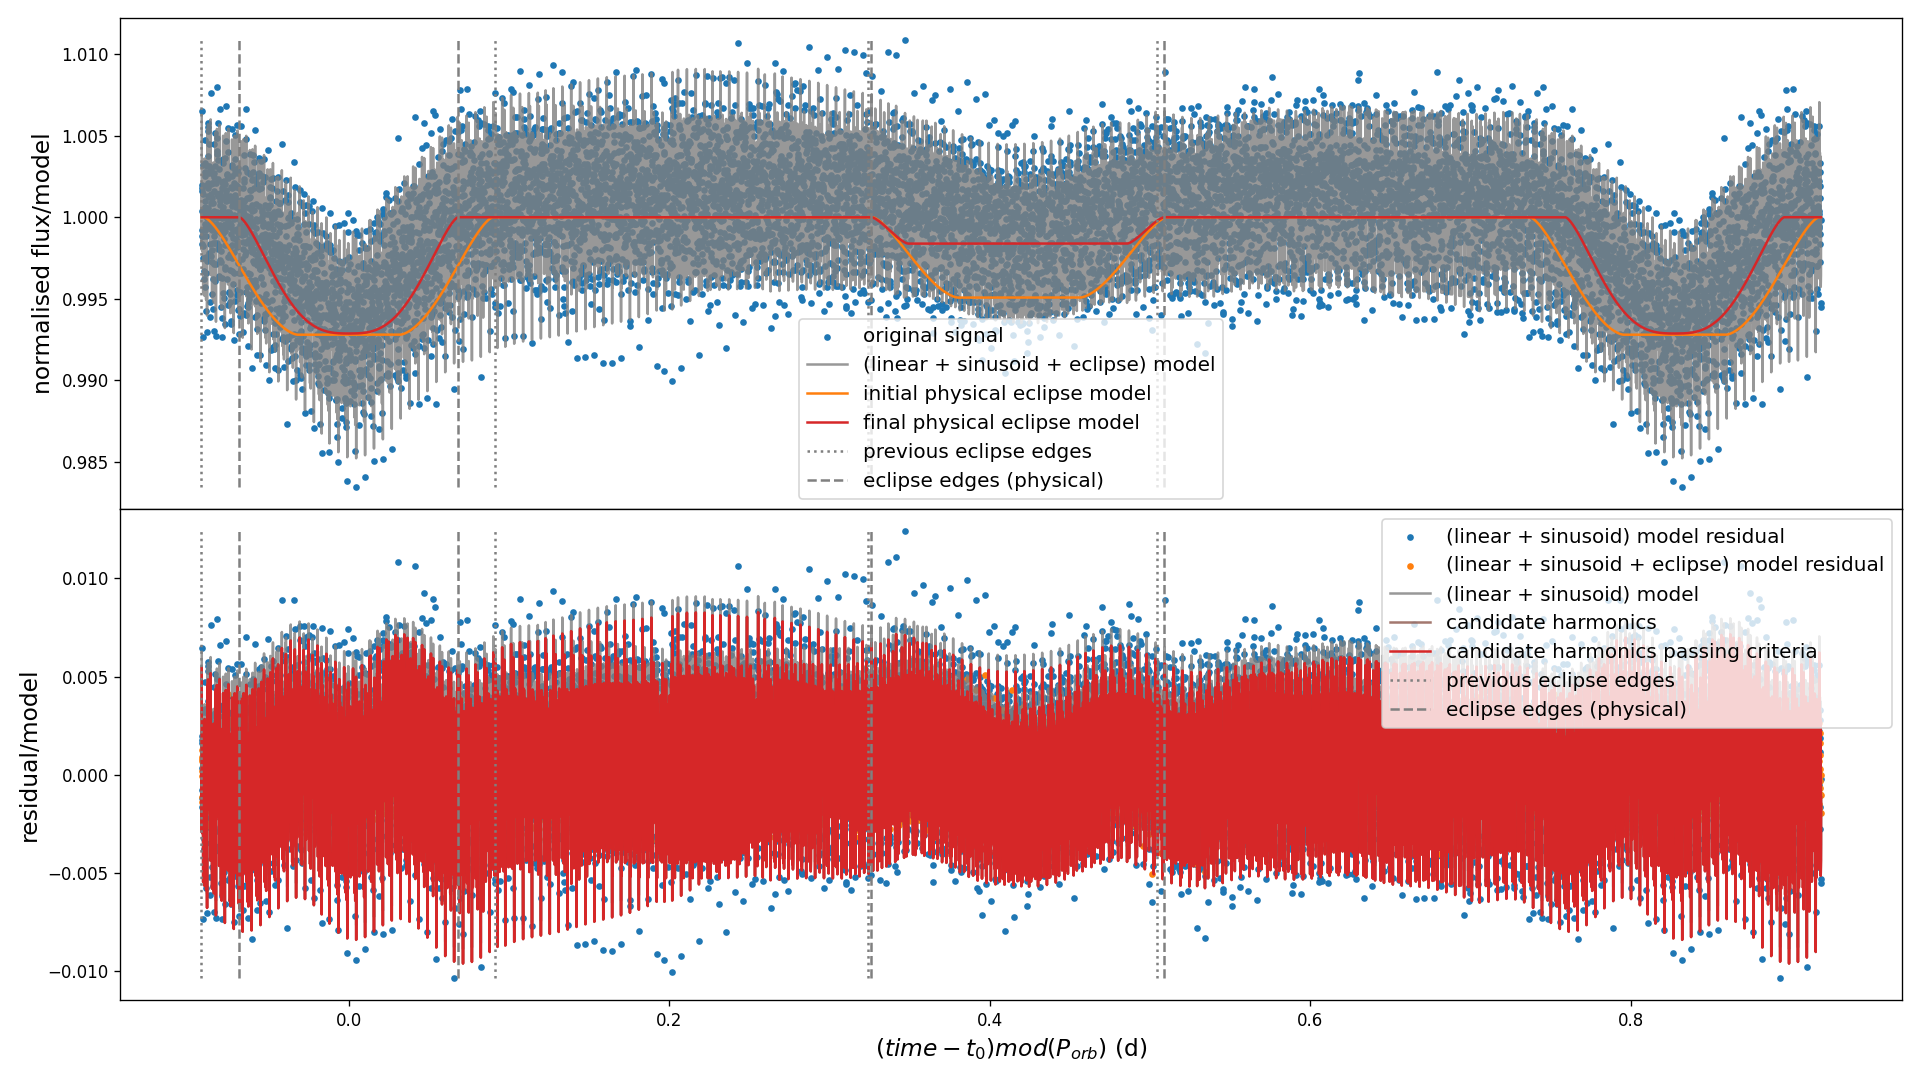 1.010
1.005
1.000
0.995
0.990
0.985
normalised flux/model
original signal
(linear + sinusoid + eclipse) model
initial physical eclipse model
final physical eclipse model
previous eclipse edges
eclipse edges (physical)
0.010
0.005
0.000
−0.005
−0.010
residual/model
(linear + sinusoid) model residual
(linear + sinusoid + eclipse) model residual
(linear + sinusoid) model
candidate harmonics
candidate harmonics passing criteria
previous eclipse edges
eclipse edges (physical)
0.0 0.2 0.4 0.6 0.8
(time − t₀)mod(Pₒᵣb) (d)